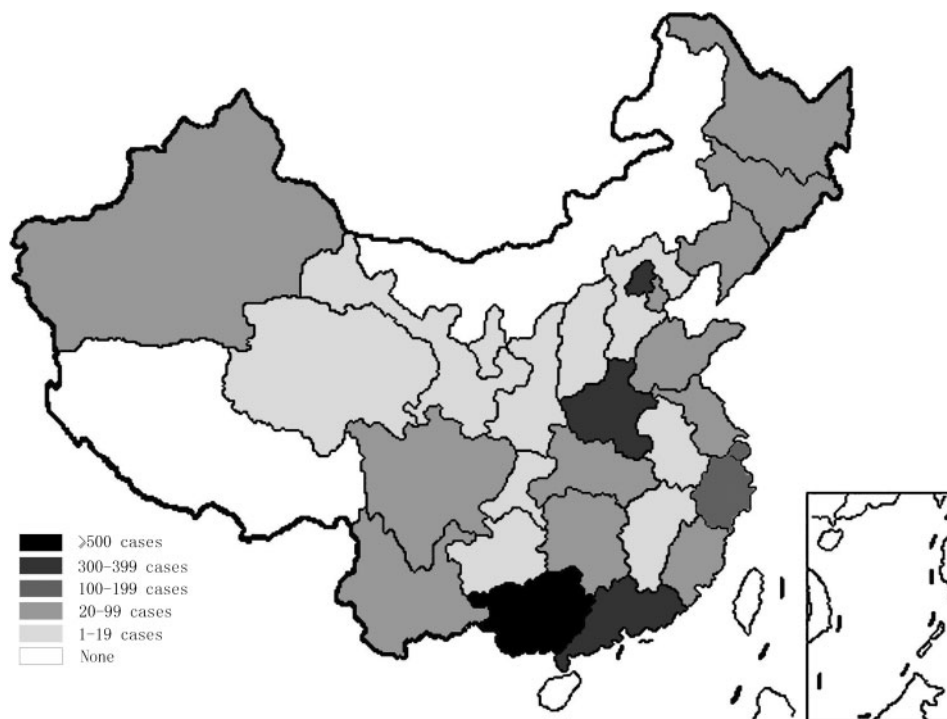 ⩾500 cases
300-399 cases
100-199 cases
20-99 cases
1-19 cases
None